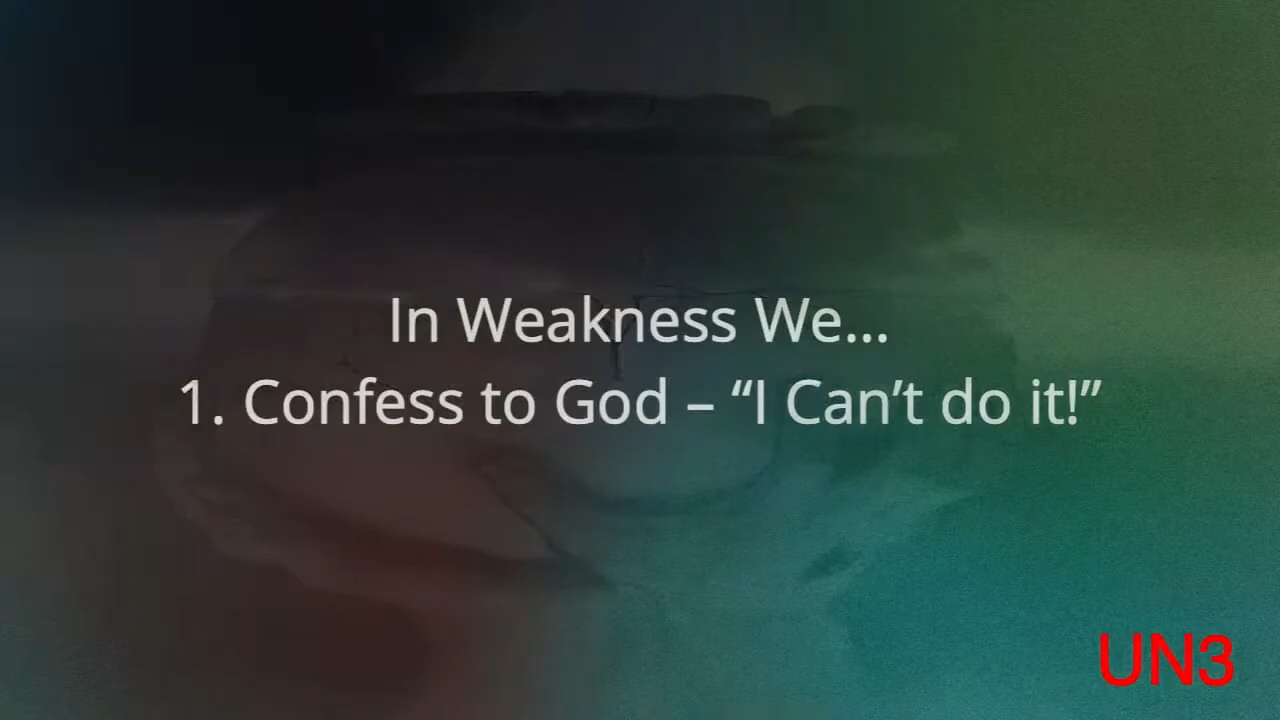 In Weakness We...
1. Confess to God – “I Can’t do it!”
UN3